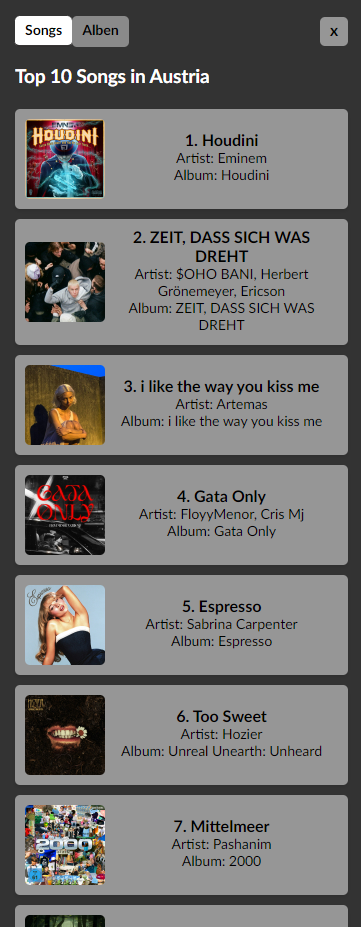 Songs Alben x
Top 10 Songs in Austria
HOUDINI
1. Houdini
Artist: Eminem
Album: Houdini
2. ZEIT, DASS SICH WAS
DREHT
Artist: $OHO BANI, Herbert
Grönemeyer, Ericson
Album: ZEIT, DASS SICH WAS
DREHT
3. i like the way you kiss me
Artist: Artemas
Album: i like the way you kiss me
GATA
ONLY
4. Gata Only
Artist: FloyyMenor, Cris Mj
Album: Gata Only
Espresso
5. Espresso
Artist: Sabrina Carpenter
Album: Espresso
6. Too Sweet
Artist: Hozier
Album: Unreal Unearth: Unheard
2000
7. Mittelmeer
Artist: Pashanim
Album: 2000